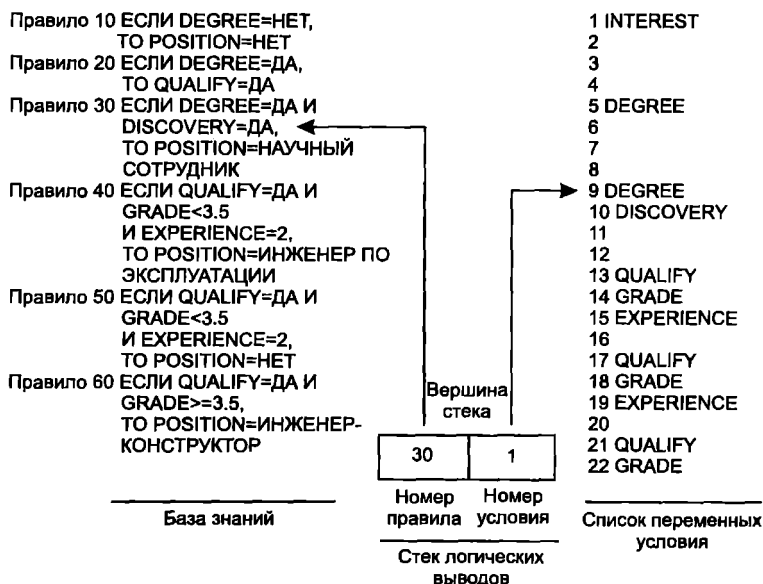 Правило 10 ЕСЛИ DEGREE=НЕТ,
ТО POSITION=НЕТ
Правило 20 ЕСЛИ DEGREE=ДА,
ТО QUALIFY=ДА
Правило 30 ЕСЛИ DEGREE=ДА И
DISCOVERY=ДА,
ТО POSITION=НАУЧНЫЙ
СОТРУДНИК
Правило 40 ЕСЛИ QUALIFY=ДА И
GRADE<3.5
И EXPERIENCE=2,
ТО POSITION=ИНЖЕНЕР ПО
ЭКСПЛУАТАЦИИ
Правило 50 ЕСЛИ QUALIFY=ДА И
GRADE<3.5
И EXPERIENCE=2,
ТО POSITION=НЕТ
Правило 60 ЕСЛИ QUALIFY=ДА И
GRADE>=3.5,
ТО POSITION=ИНЖЕНЕР-
КОНСТРУКТОР
База знаний
Вершина
стека
30 1
Номер правила
Номер условия
Стек логических
выводов
1 INTEREST
2
3
4
5 DEGREE
6
7
8
9 DEGREE
10 DISCOVERY
11
12
13 QUALIFY
14 GRADE
15 EXPERIENCE
16
17 QUALIFY
18 GRADE
19 EXPERIENCE
20
21 QUALIFY
22 GRADE
Список переменных
условия